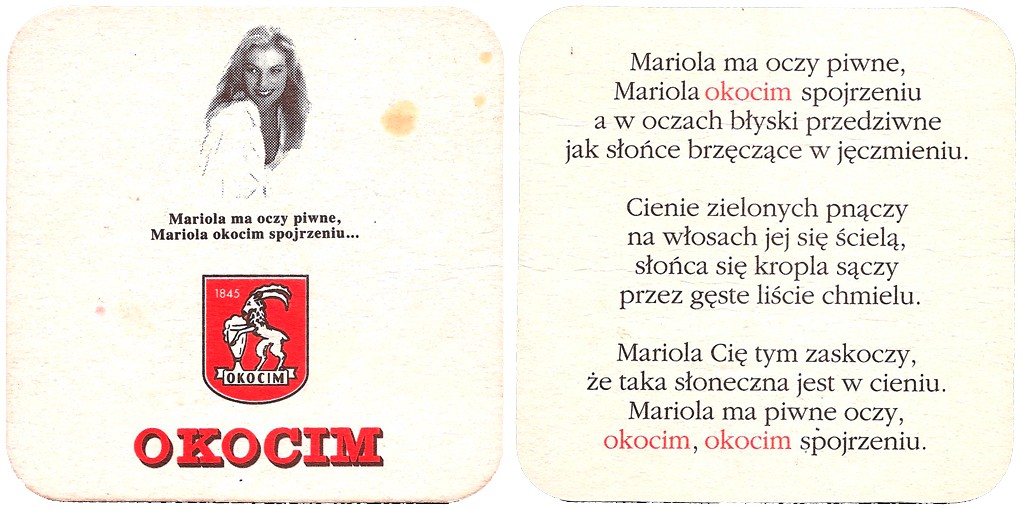 Mariola ma oczy piwne,
Mariola okocim spojrzeniu...
1845
OKOCIM
OKOCIM
Mariola ma oczy piwne,
Mariola okocim spojrzeniu
a w oczach błyski przedziwne
jak słońce brzęczące w jęczmieniu.
Cienie zielonych pnączy
na włosach jej się ścielą,
słońca się kropla sączy
przez gęste liście chmielu.
Mariola Cię tym zaskoczy,
że taka słoneczna jest w cieniu.
Mariola ma piwne oczy,
okocim, okocim spojrzeniu.